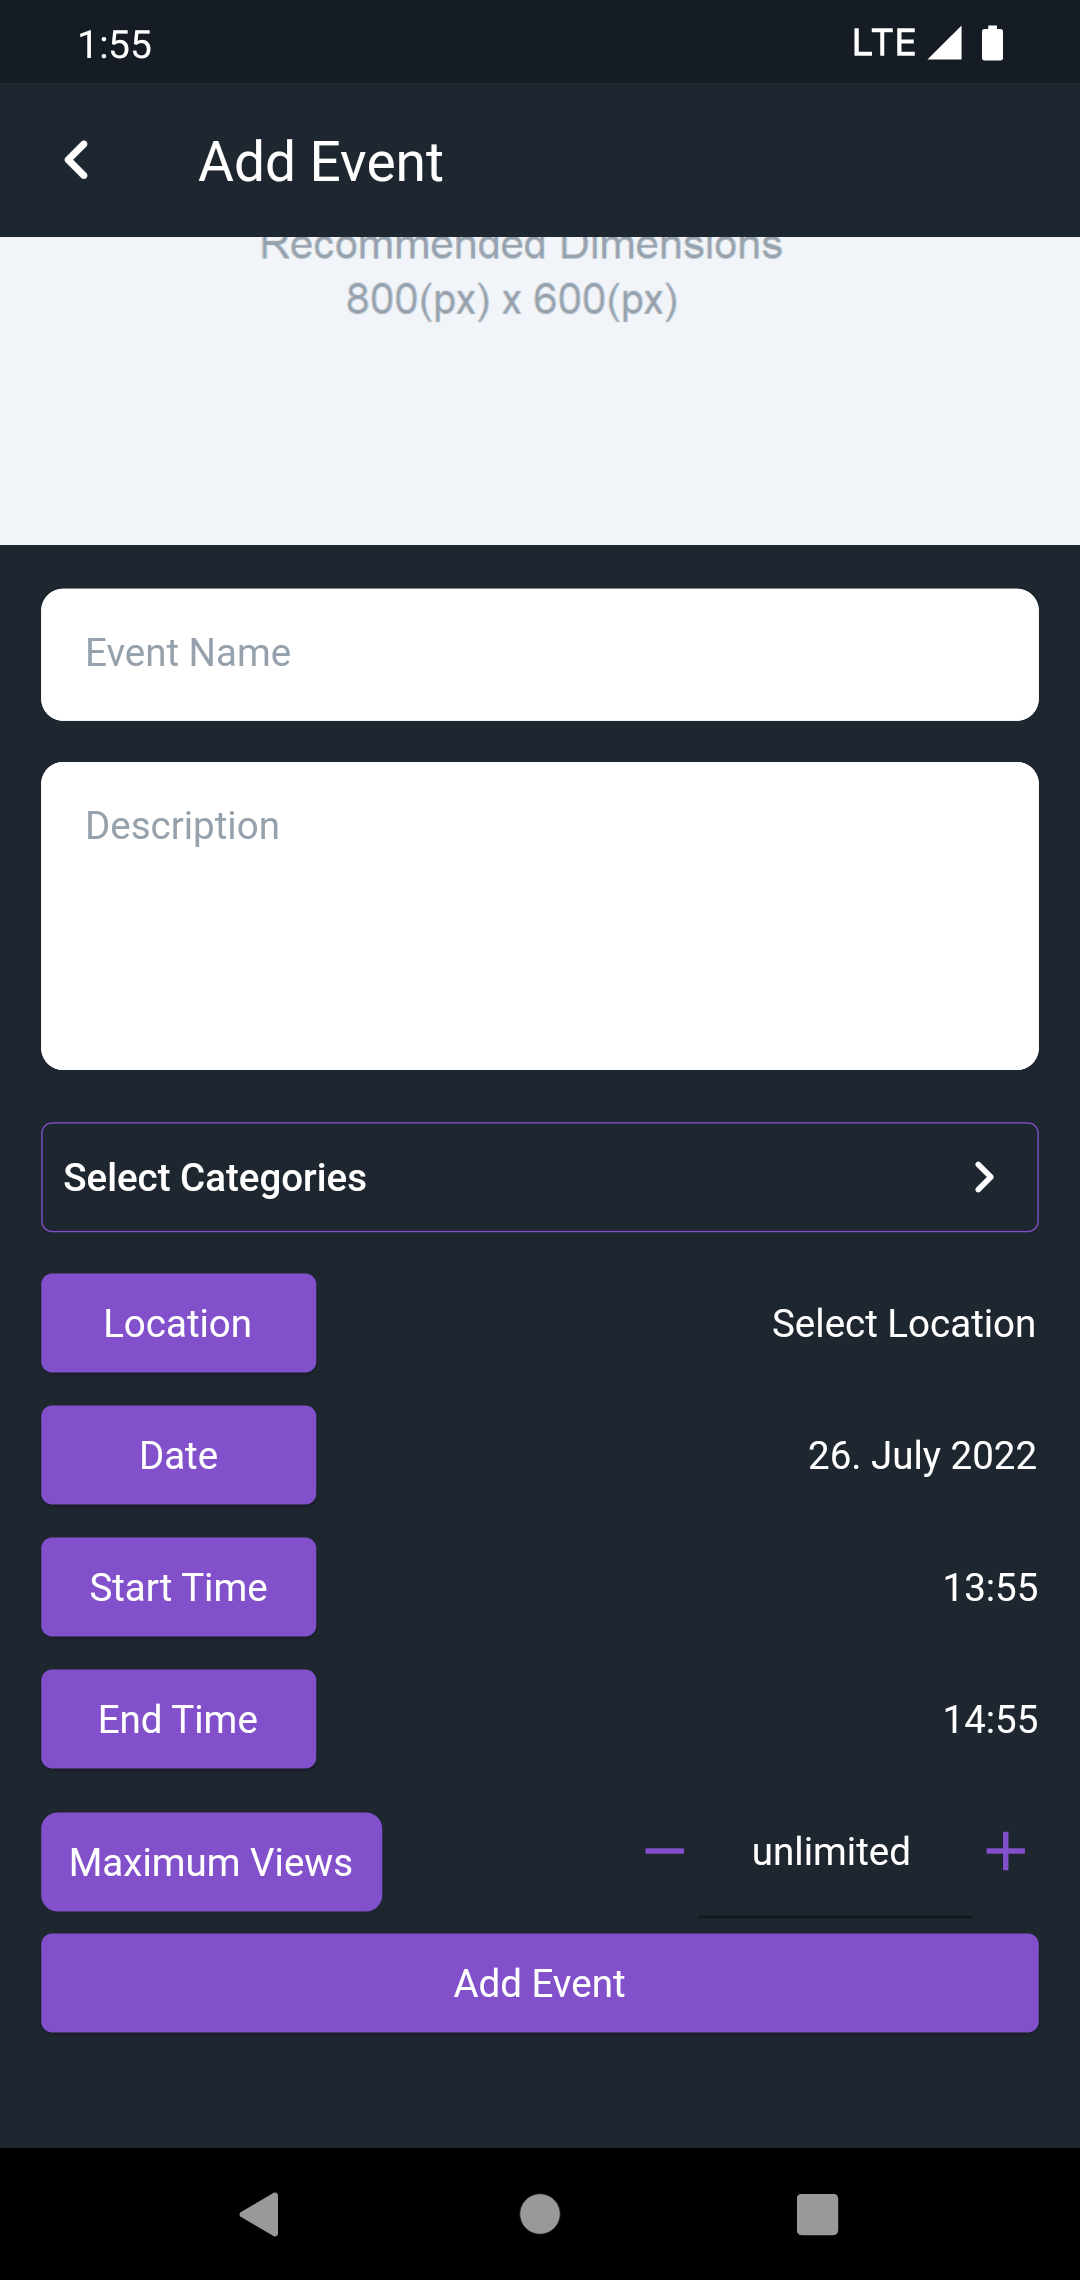 1:55 LTE
Add Event
Recommended Dimensions
800(px) x 600(px)
Event Name
Description
Select Categories
Location Select Location
Date 26. July 2022
Start Time 13:55
End Time 14:55
Maximum Views unlimited
Add Event